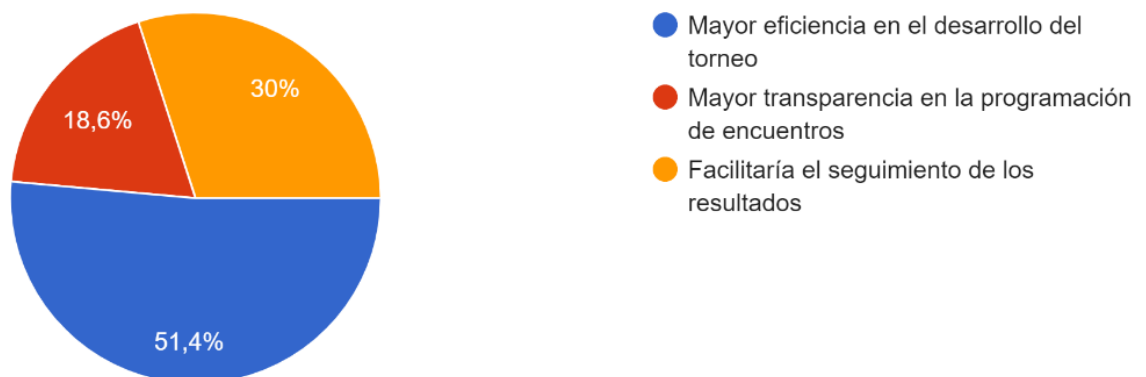 30%
18,6%
51,4%
Mayor eficiencia en el desarrollo del
torneo
Mayor transparencia en la programación
de encuentros
Facilitaría el seguimiento de los
resultados